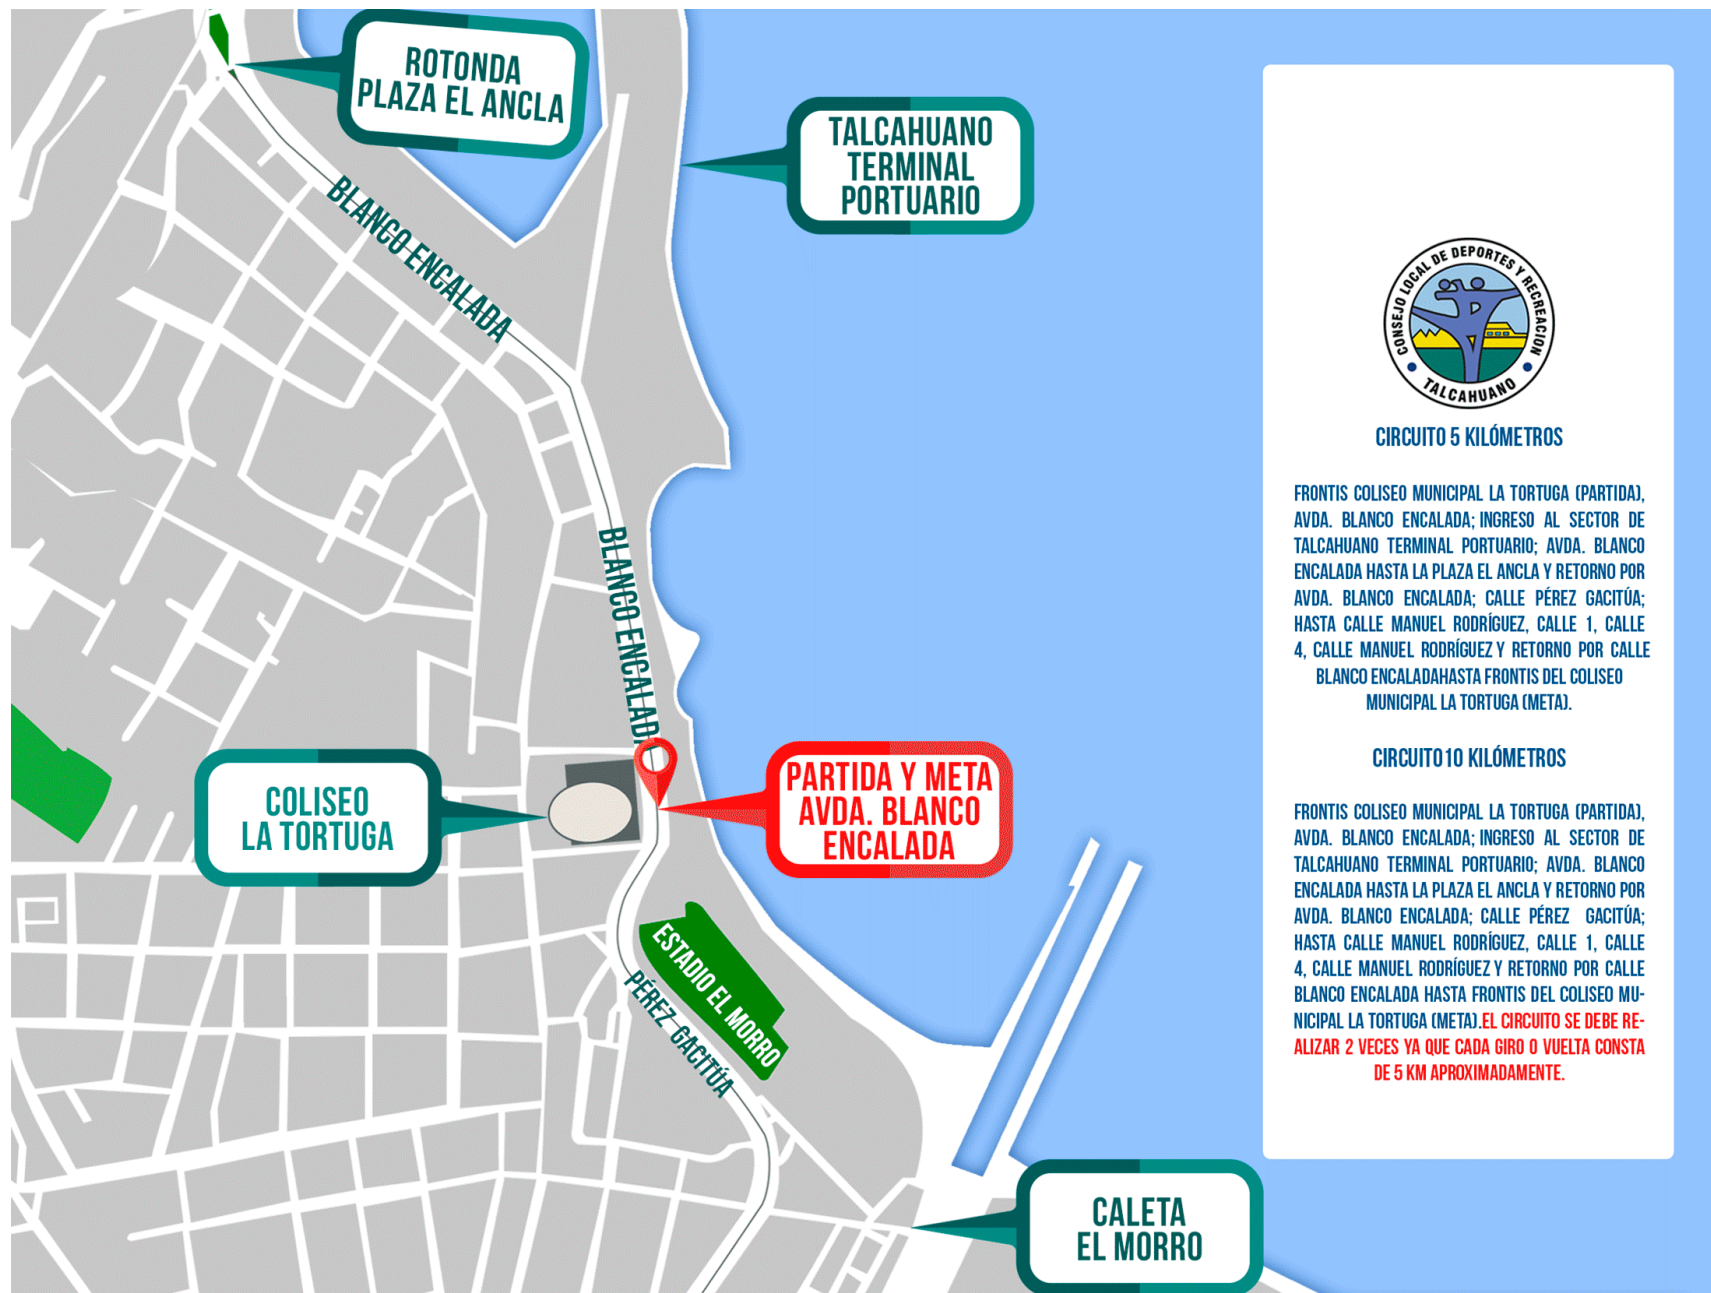 ROTONDA
PLAZA EL ANCLA
TALCAHUANO
TERMINAL
PORTUARIO
BLANCO ENCALADA
BLANCO ENCALADA
COLISEO
LA TORTUGA
PARTIDA Y META
AVDA. BLANCO
ENCALADA
ESTADIO EL MORRO
PÉREZ GACITÚA
CALETA
EL MORRO
CONSEJO LOCAL DE DEPORTES Y RECREACION
TALCAHUANO
CIRCUITO 5 KILÓMETROS
FRONTIS COLISEO MUNICIPAL LA TORTUGA (PARTIDA),
AVDA. BLANCO ENCALADA; INGRESO AL SECTOR DE
TALCAHUANO TERMINAL PORTUARIO; AVDA. BLANCO
ENCALADA HASTA LA PLAZA EL ANCLA Y RETORNO POR
AVDA. BLANCO ENCALADA; CALLE PÉREZ GACITÚA;
HASTA CALLE MANUEL RODRÍGUEZ, CALLE 1, CALLE
4, CALLE MANUEL RODRÍGUEZ Y RETORNO POR CALLE
BLANCO ENCALADAHASTA FRONTIS DEL COLISEO
MUNICIPAL LA TORTUGA (META).
CIRCUITO10 KILÓMETROS
FRONTIS COLISEO MUNICIPAL LA TORTUGA (PARTIDA),
AVDA. BLANCO ENCALADA; INGRESO AL SECTOR DE
TALCAHUANO TERMINAL PORTUARIO; AVDA. BLANCO
ENCALADA HASTA LA PLAZA EL ANCLA Y RETORNO POR
AVDA. BLANCO ENCALADA; CALLE PÉREZ GACITÚA;
HASTA CALLE MANUEL RODRÍGUEZ, CALLE 1, CALLE
4, CALLE MANUEL RODRÍGUEZ Y RETORNO POR CALLE
BLANCO ENCALADA HASTA FRONTIS DEL COLISEO MU-
NICIPAL LA TORTUGA (META).EL CIRCUITO SE DEBE RE-
ALIZAR 2 VECES YA QUE CADA GIRO O VUELTA CONSTA
DE 5 KM APROXIMADAMENTE.